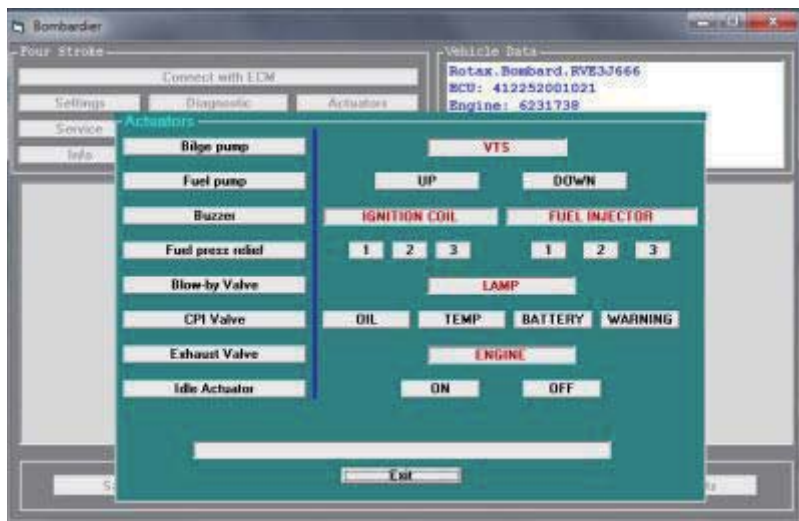 Bombardier
Four Stroke
Vehicle Data
Connect with ECM
Settings Diagnostic Actuators
Service
Info
Rotax.Bombard.RVE3J666
ECU: 412252001021
Engine: 6231738
Actuators
Bilge pump
VTS
Fuel pump
UP DOWN
Buzzer
IGNITION COIL FUEL INJECTOR
Fuel press relief
1 2 3 1 2 3
Blow-by Valve
LAMP
CPI Valve
OIL TEMP BATTERY WARNING
Exhaust Valve
ENGINE
Idle Actuator
ON OFF
Exit